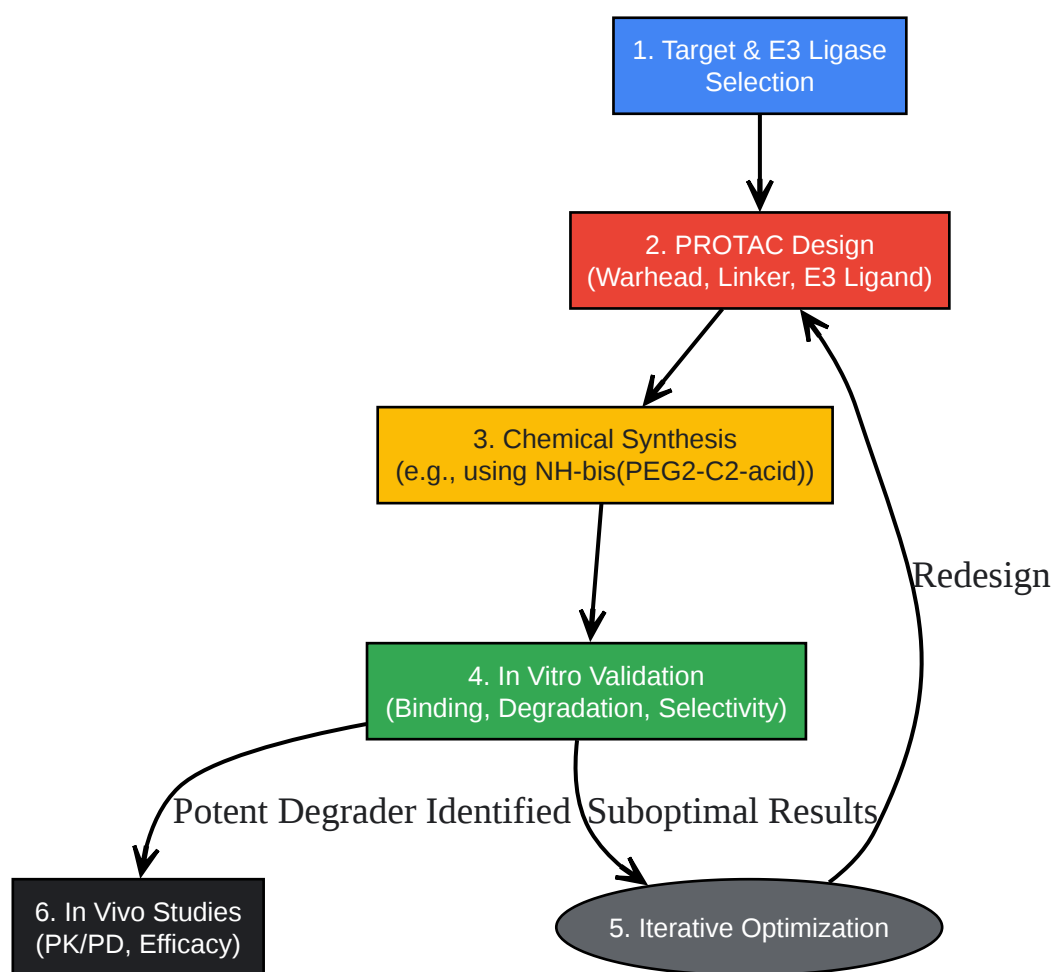 1. Target & E3 Ligase
Selection
2. PROTAC Design
(Warhead, Linker, E3 Ligand)
3. Chemical Synthesis
(e.g., using NH-bis(PEG2-C2-acid))
Redesign
4. In Vitro Validation
(Binding, Degradation, Selectivity)
Potent Degrader Identified
Suboptimal Results
6. In Vivo Studies
(PK/PD, Efficacy)
5. Iterative Optimization